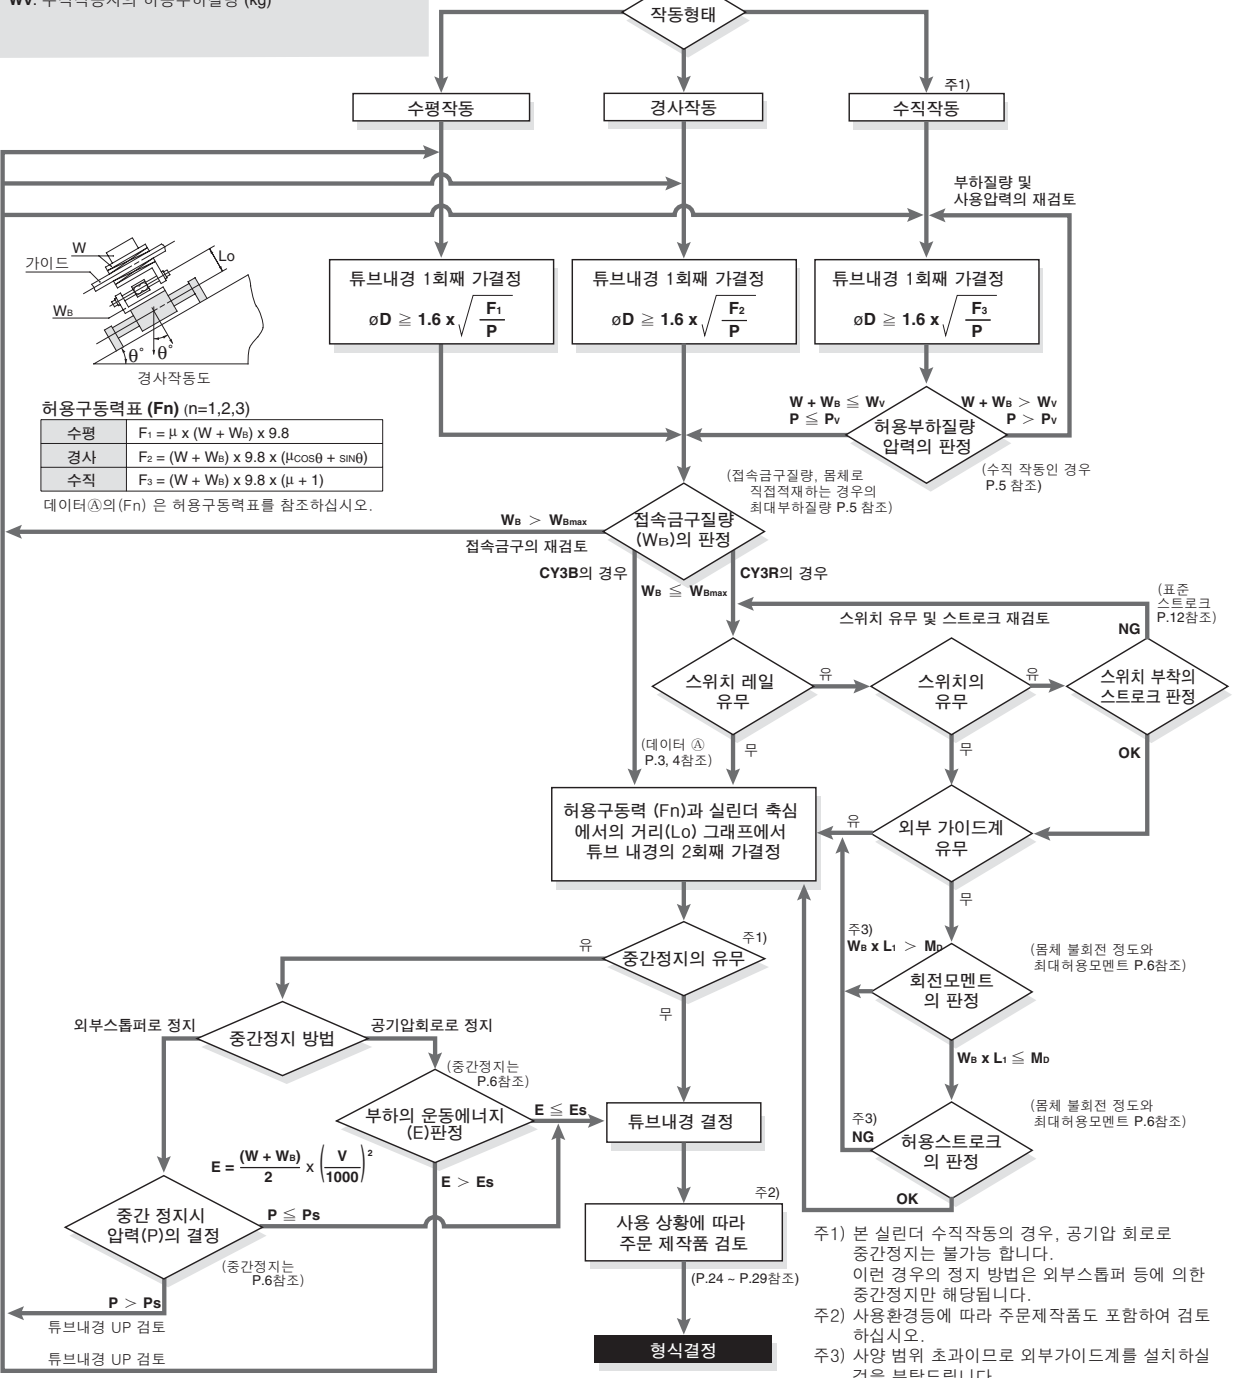 WV: 수직작동시의 허용부하질량 (kg)
작동형태
수평작동
경사작동
주1)
수직작동
부하질량 및
사용압력의 재검토
W
가이드
Lo
WB
θ° θ°
경사작동도
튜브내경 1회째 가결정
øD ≧ 1.6 x √ F1 / P
튜브내경 1회째 가결정
øD ≧ 1.6 x √ F2 / P
튜브내경 1회째 가결정
øD ≧ 1.6 x √ F3 / P
허용구동력표 (Fn) (n=1,2,3)
수평 F1 = μ x (W + WB) x 9.8
경사 F2 = (W + WB) x 9.8 x (μcosθ + sinθ)
수직 F3 = (W + WB) x 9.8 x (μ + 1)
데이터Ⓐ의(Fn) 은 허용구동력표를 참조하십시오.
W + WB ≦ WV
P ≦ PV
W + WB > WV
P > PV
허용부하질량
압력의 판정
(수직 작동인 경우
P.5 참조)
(접속금구질량, 몸체로
직접적재하는 경우의
최대부하질량 P.5 참조)
WB > WBmax
접속금구의 재검토
접속금구질량
(WB)의 판정
CY3B의 경우
WB ≦ WBmax
CY3R의 경우
스위치 유무 및 스트로크 재검토
(표준
스트로크
P.12참조)
NG
스위치 레일
유무
유
스위치의
유무
유
스위치 부착의
스트로크 판정
(데이터 Ⓐ
P.3, 4참조)
무
무
OK
허용구동력 (Fn)과 실린더 축심
에서의 거리(Lo) 그래프에서
튜브 내경의 2회째 가결정
유
외부 가이드계
유무
무
주3)
WB x L1 > MD
회전모멘트
의 판정
(몸체 불회전 정도와
최대허용모멘트 P.6참조)
WB x L1 ≦ MD
주3)
NG
허용스트로크
의 판정
(몸체 불회전 정도와
최대허용모멘트 P.6참조)
OK
유
주1)
중간정지의 유무
무
외부스톱퍼로 정지
중간정지 방법
공기압회로로 정지
(중간정지는
P.6참조)
부하의 운동에너지
(E)판정
E ≦ Es
E = (W + WB) / 2 x (V / 1000)²
E > Es
중간 정지시
압력(P)의 결정
P ≦ Ps
(중간정지는
P.6참조)
P > Ps
튜브내경 UP 검토
튜브내경 UP 검토
튜브내경 결정
주2)
사용 상황에 따라
주문 제작품 검토
(P.24 ~ P.29참조)
형식결정
주1) 본 실린더 수직작동의 경우, 공기압 회로로
중간정지는 불가능 합니다.
이런 경우의 정지 방법은 외부스톱퍼 등에 의한
중간정지만 해당됩니다.
주2) 사용환경등에 따라 주문제작품도 포함하여 검토
하십시오.
주3) 사양 범위 초과이므로 외부가이드계를 설치하실
것을 부탁드립니다.